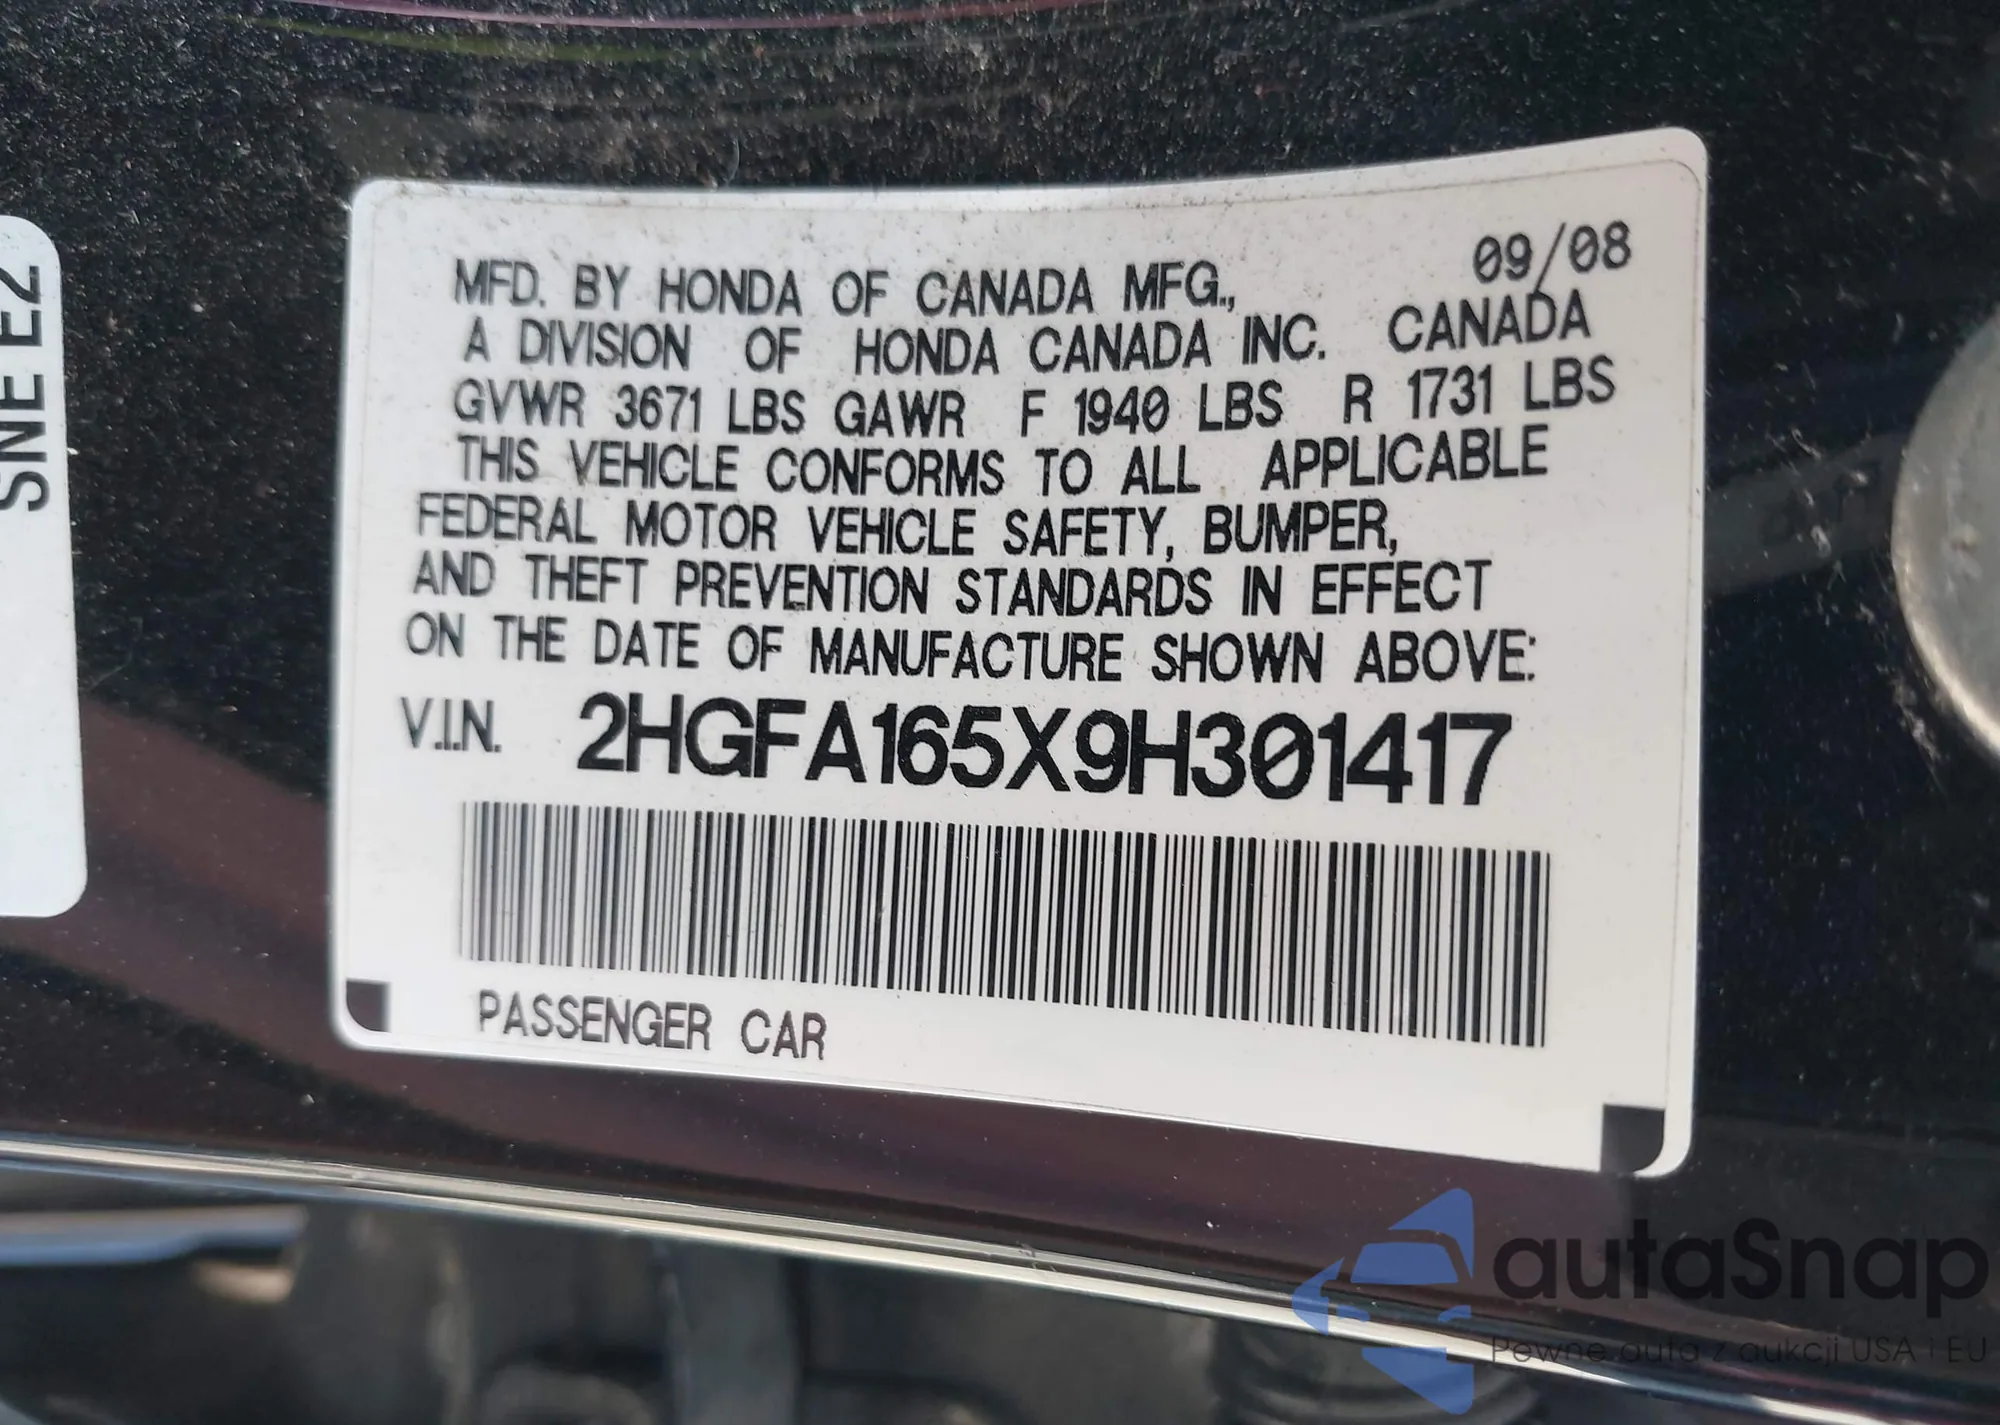 SNE E2
09/08
MFD. BY HONDA OF CANADA MFG.,
A DIVISION OF HONDA CANADA INC. CANADA
GVWR 3671 LBS GAWR F 1940 LBS R 1731 LBS
THIS VEHICLE CONFORMS TO ALL APPLICABLE
FEDERAL MOTOR VEHICLE SAFETY, BUMPER,
AND THEFT PREVENTION STANDARDS IN EFFECT
ON THE DATE OF MANUFACTURE SHOWN ABOVE:
V.I.N. 2HGFA165X9H301417
PASSENGER CAR
autaSnap
Pewne auta z aukcji USA i EU